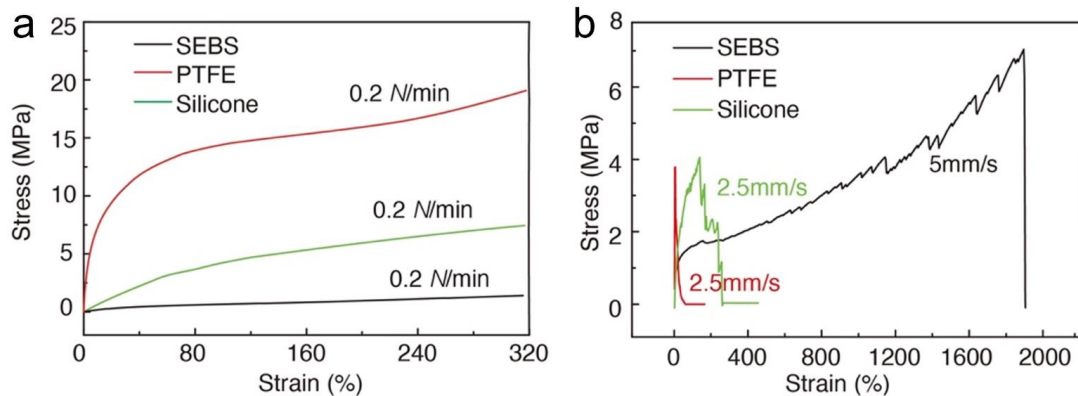 a
25
20
15
10
5
0
Stress (MPa)
SEBS
PTFE
Silicone
0.2 N/min
0.2 N/min
0.2 N/min
0
80
160
240
320
Strain (%)
b
8
6
4
2
0
Stress (MPa)
SEBS
PTFE
Silicone
2.5mm/s
5mm/s
2.5mm/s
0
400
800
1200
1600
2000
Strain (%)